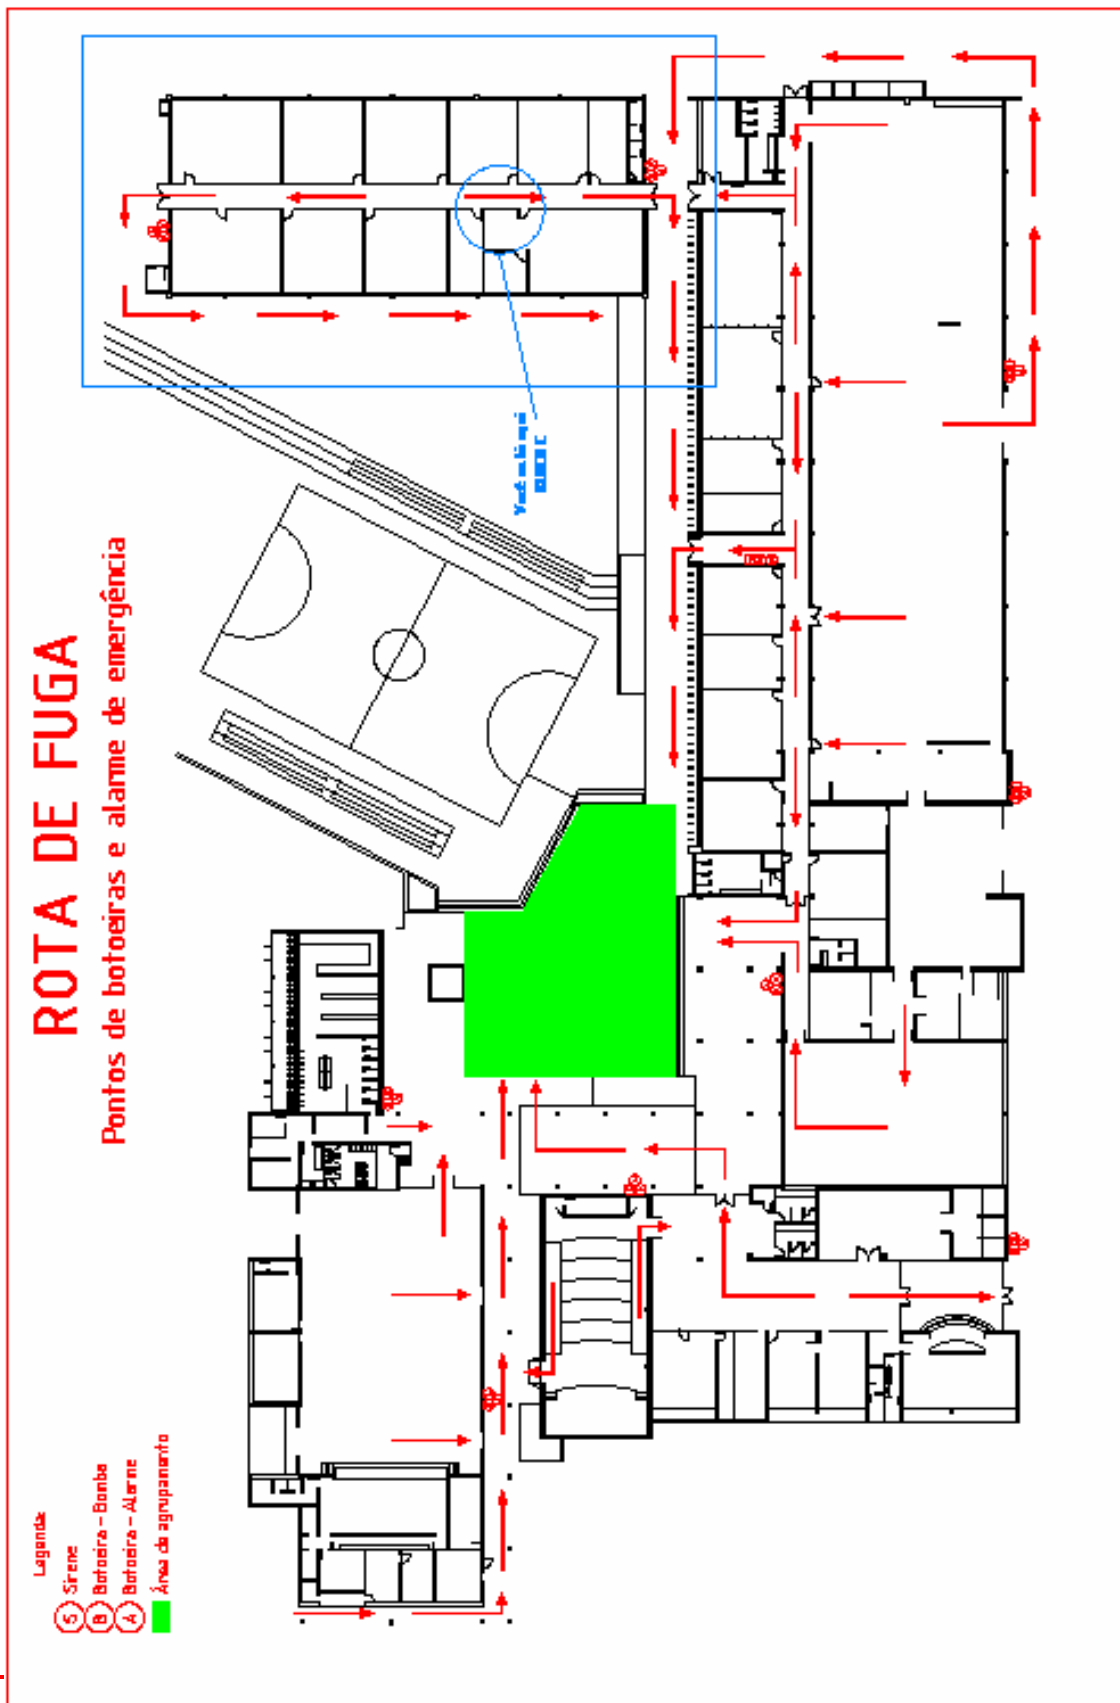 ROTA DE FUGA
Pontos de botoeiras e alarme de emergência
Legenda:
S Sirene
B Botoeira - Bomba
A Botoeira - Alarme
Área de agrupamento